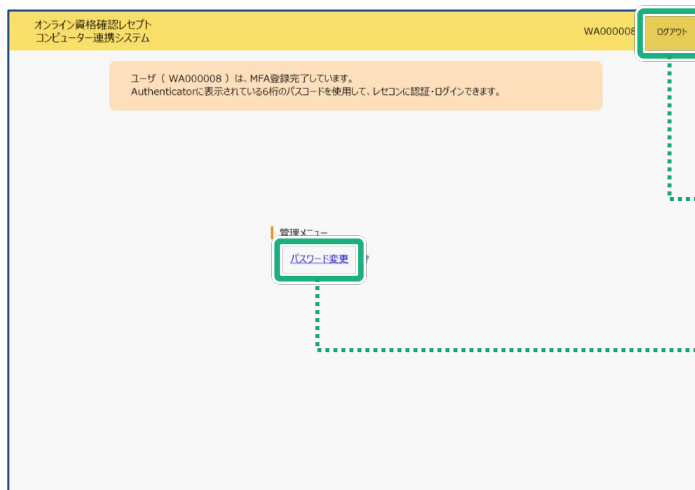 オンライン資格確認レセプト
コンピューター連携システム
WA000008
ログアウト
ユーザ（ WA000008 ）は、MFA登録完了しています。
Authenticatorに表示されている6桁のパスコードを使用して、レセコンに認証・ログインできます。
管理メニュー
パスワード変更